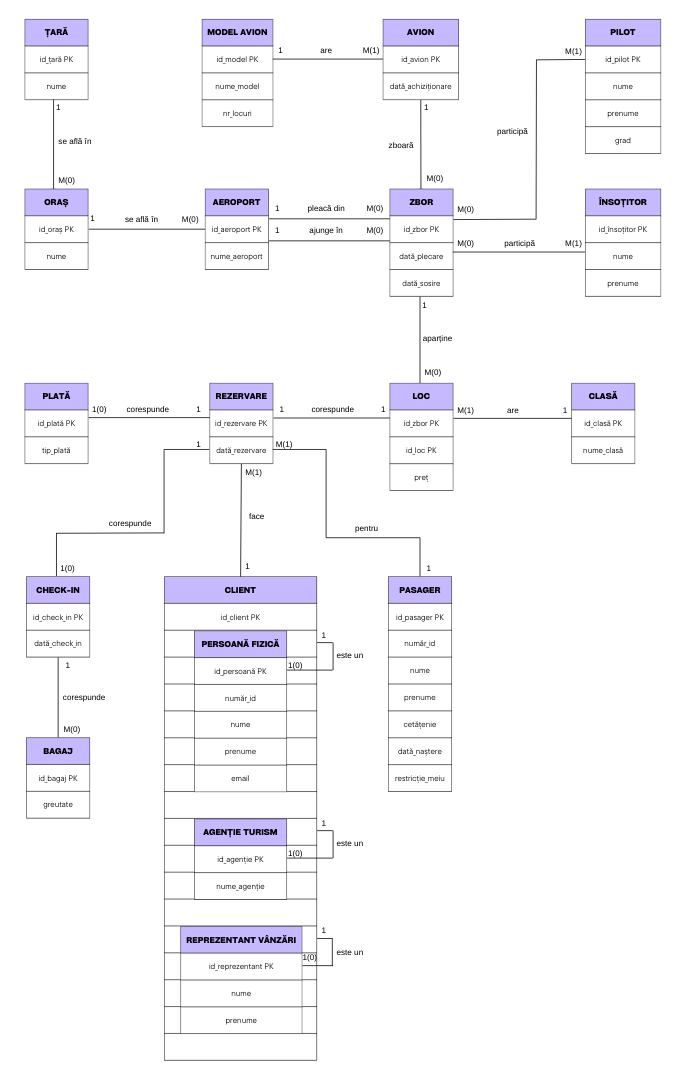 ȚARĂ
id_țară PK
nume
MODEL AVION
id_model PK
nume_model
nr_locuri
1
are
M(1)
AVION
id_avion PK
dată_achiziționare
PILOT
id_pilot PK
nume
prenume
grad
M(1)
participă
M(0)
1
se află în
M(0)
1
zboară
M(0)
ORAȘ
id_oraș PK
nume
1
se află în
M(0)
AEROPORT
id_aeroport PK
nume_aeroport
1
pleacă din
M(0)
1
ajunge în
M(0)
ZBOR
id_zbor PK
dată_plecare
dată_sosire
M(0)
participă
M(1)
ÎNSOȚITOR
id_însoțitor PK
nume
prenume
1
aparține
M(0)
PLATĂ
id_plată PK
tip_plată
1(0)
corespunde
1
REZERVARE
id_rezervare PK
dată_rezervare
1
corespunde
1
LOC
id_zbor PK
id_loc PK
preț
M(1)
are
1
CLASĂ
id_clasă PK
nume_clasă
1
corespunde
1(0)
M(1)
face
1
M(1)
pentru
1
CHECK-IN
id_check_in PK
dată_check_in
1
corespunde
M(0)
BAGAJ
id_bagaj PK
greutate
CLIENT
id_client PK
PERSOANĂ FIZICĂ
id_persoană PK
număr_id
nume
prenume
email
1
este un
1(0)
AGENȚIE TURISM
id_agenție PK
nume_agenție
1
este un
1(0)
REPREZENTANT VÂNZĂRI
id_reprezentant PK
nume
prenume
1
este un
1(0)
PASAGER
id_pasager PK
număr_id
nume
prenume
cetățenie
dată_naștere
restricție_meiu